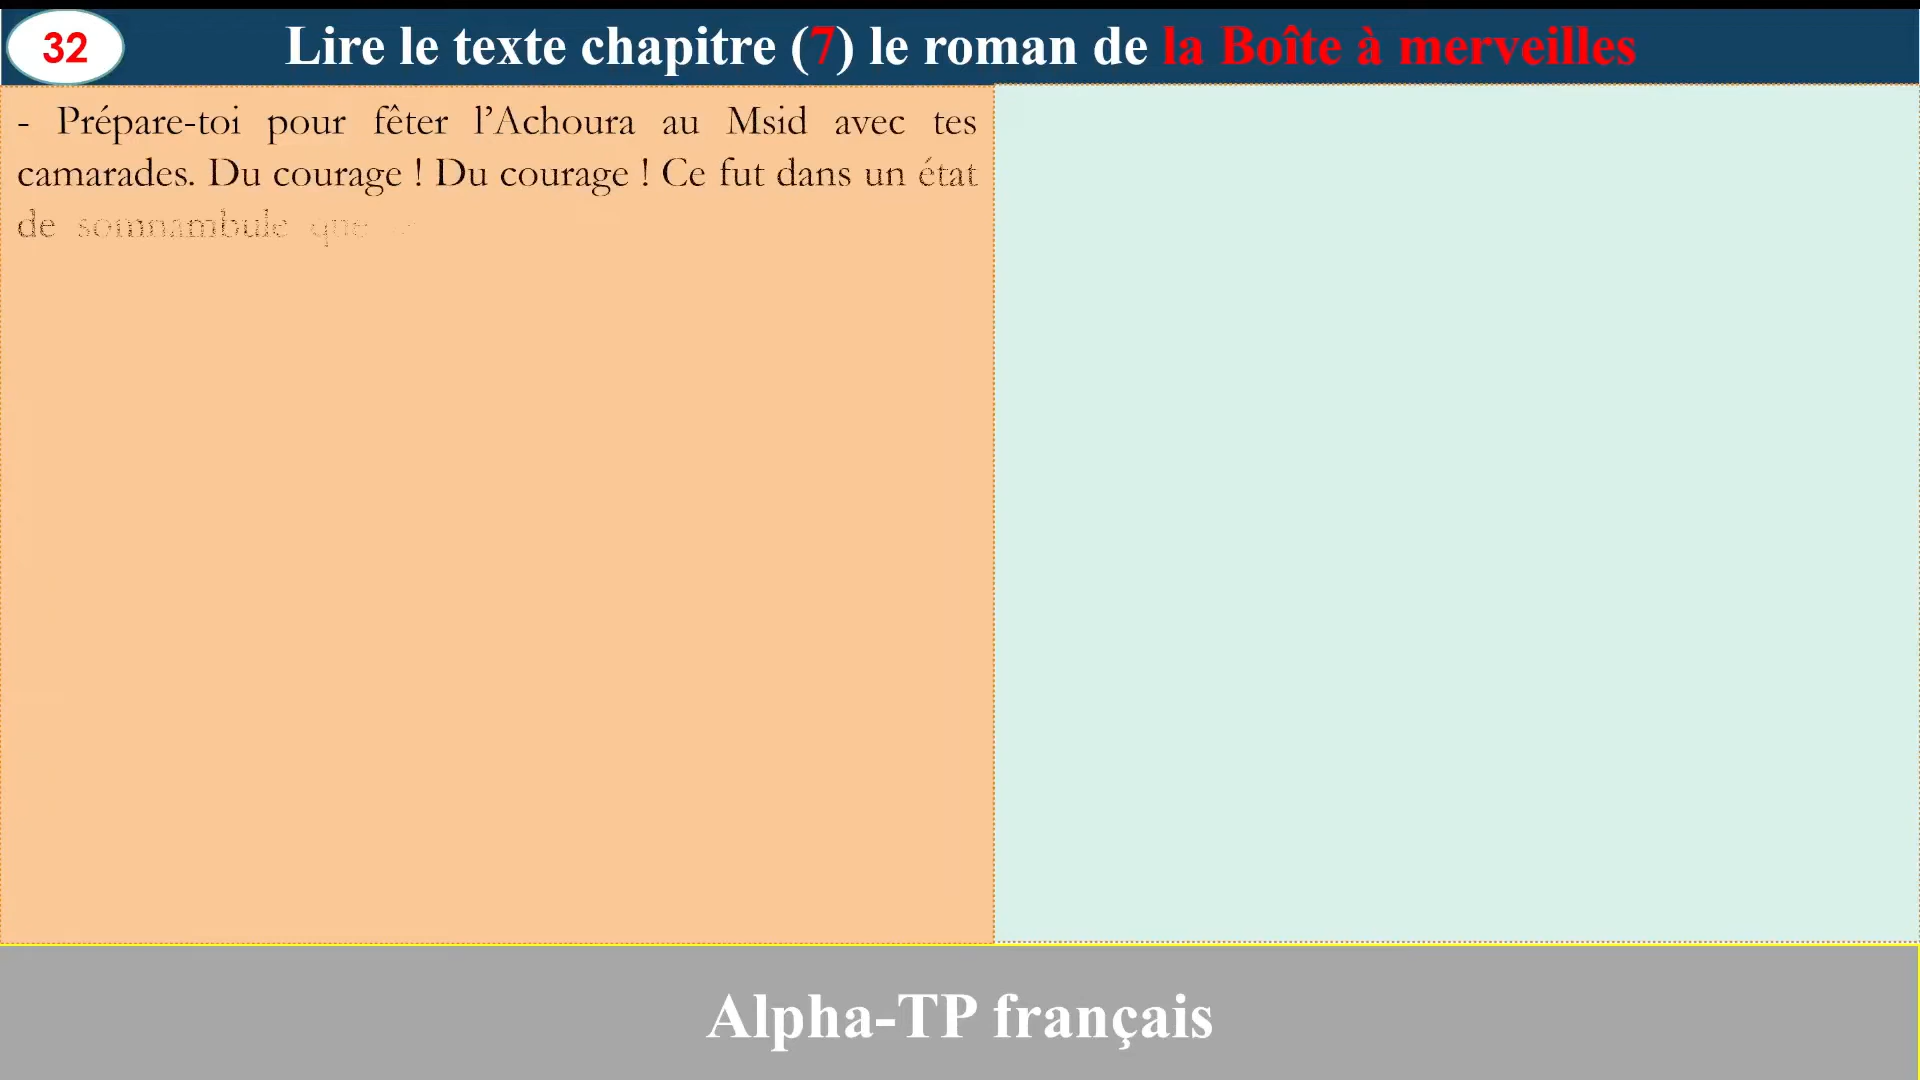 32
Lire le texte chapitre (7) le roman de la Boîte à merveilles
- Prépare-toi pour fêter l’Achoura au Msid avec tes
camarades. Du courage ! Du courage ! Ce fut dans un état
de somnambule que
Alpha-TP français